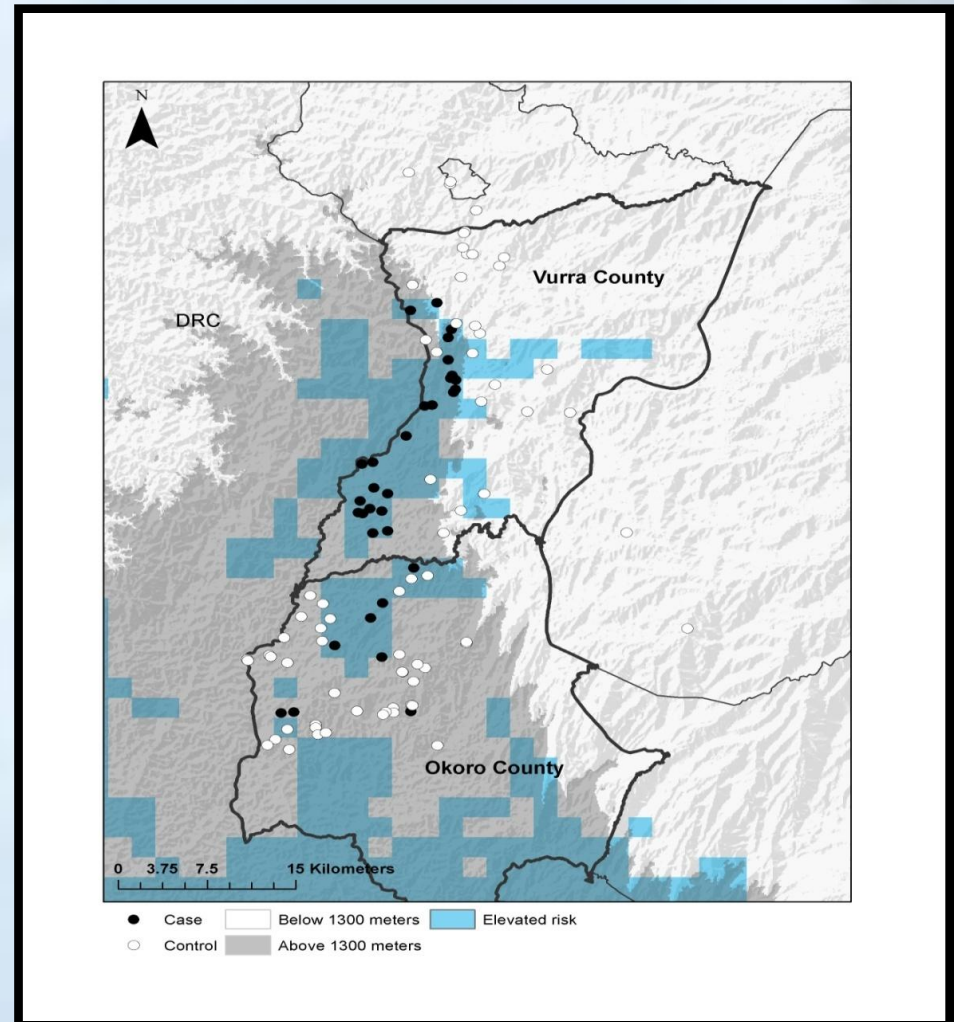 N
Vurra County
DRC
Okoro County
0 3.75 7.5 15 Kilometers
Case Below 1300 meters Elevated risk
Control Above 1300 meters